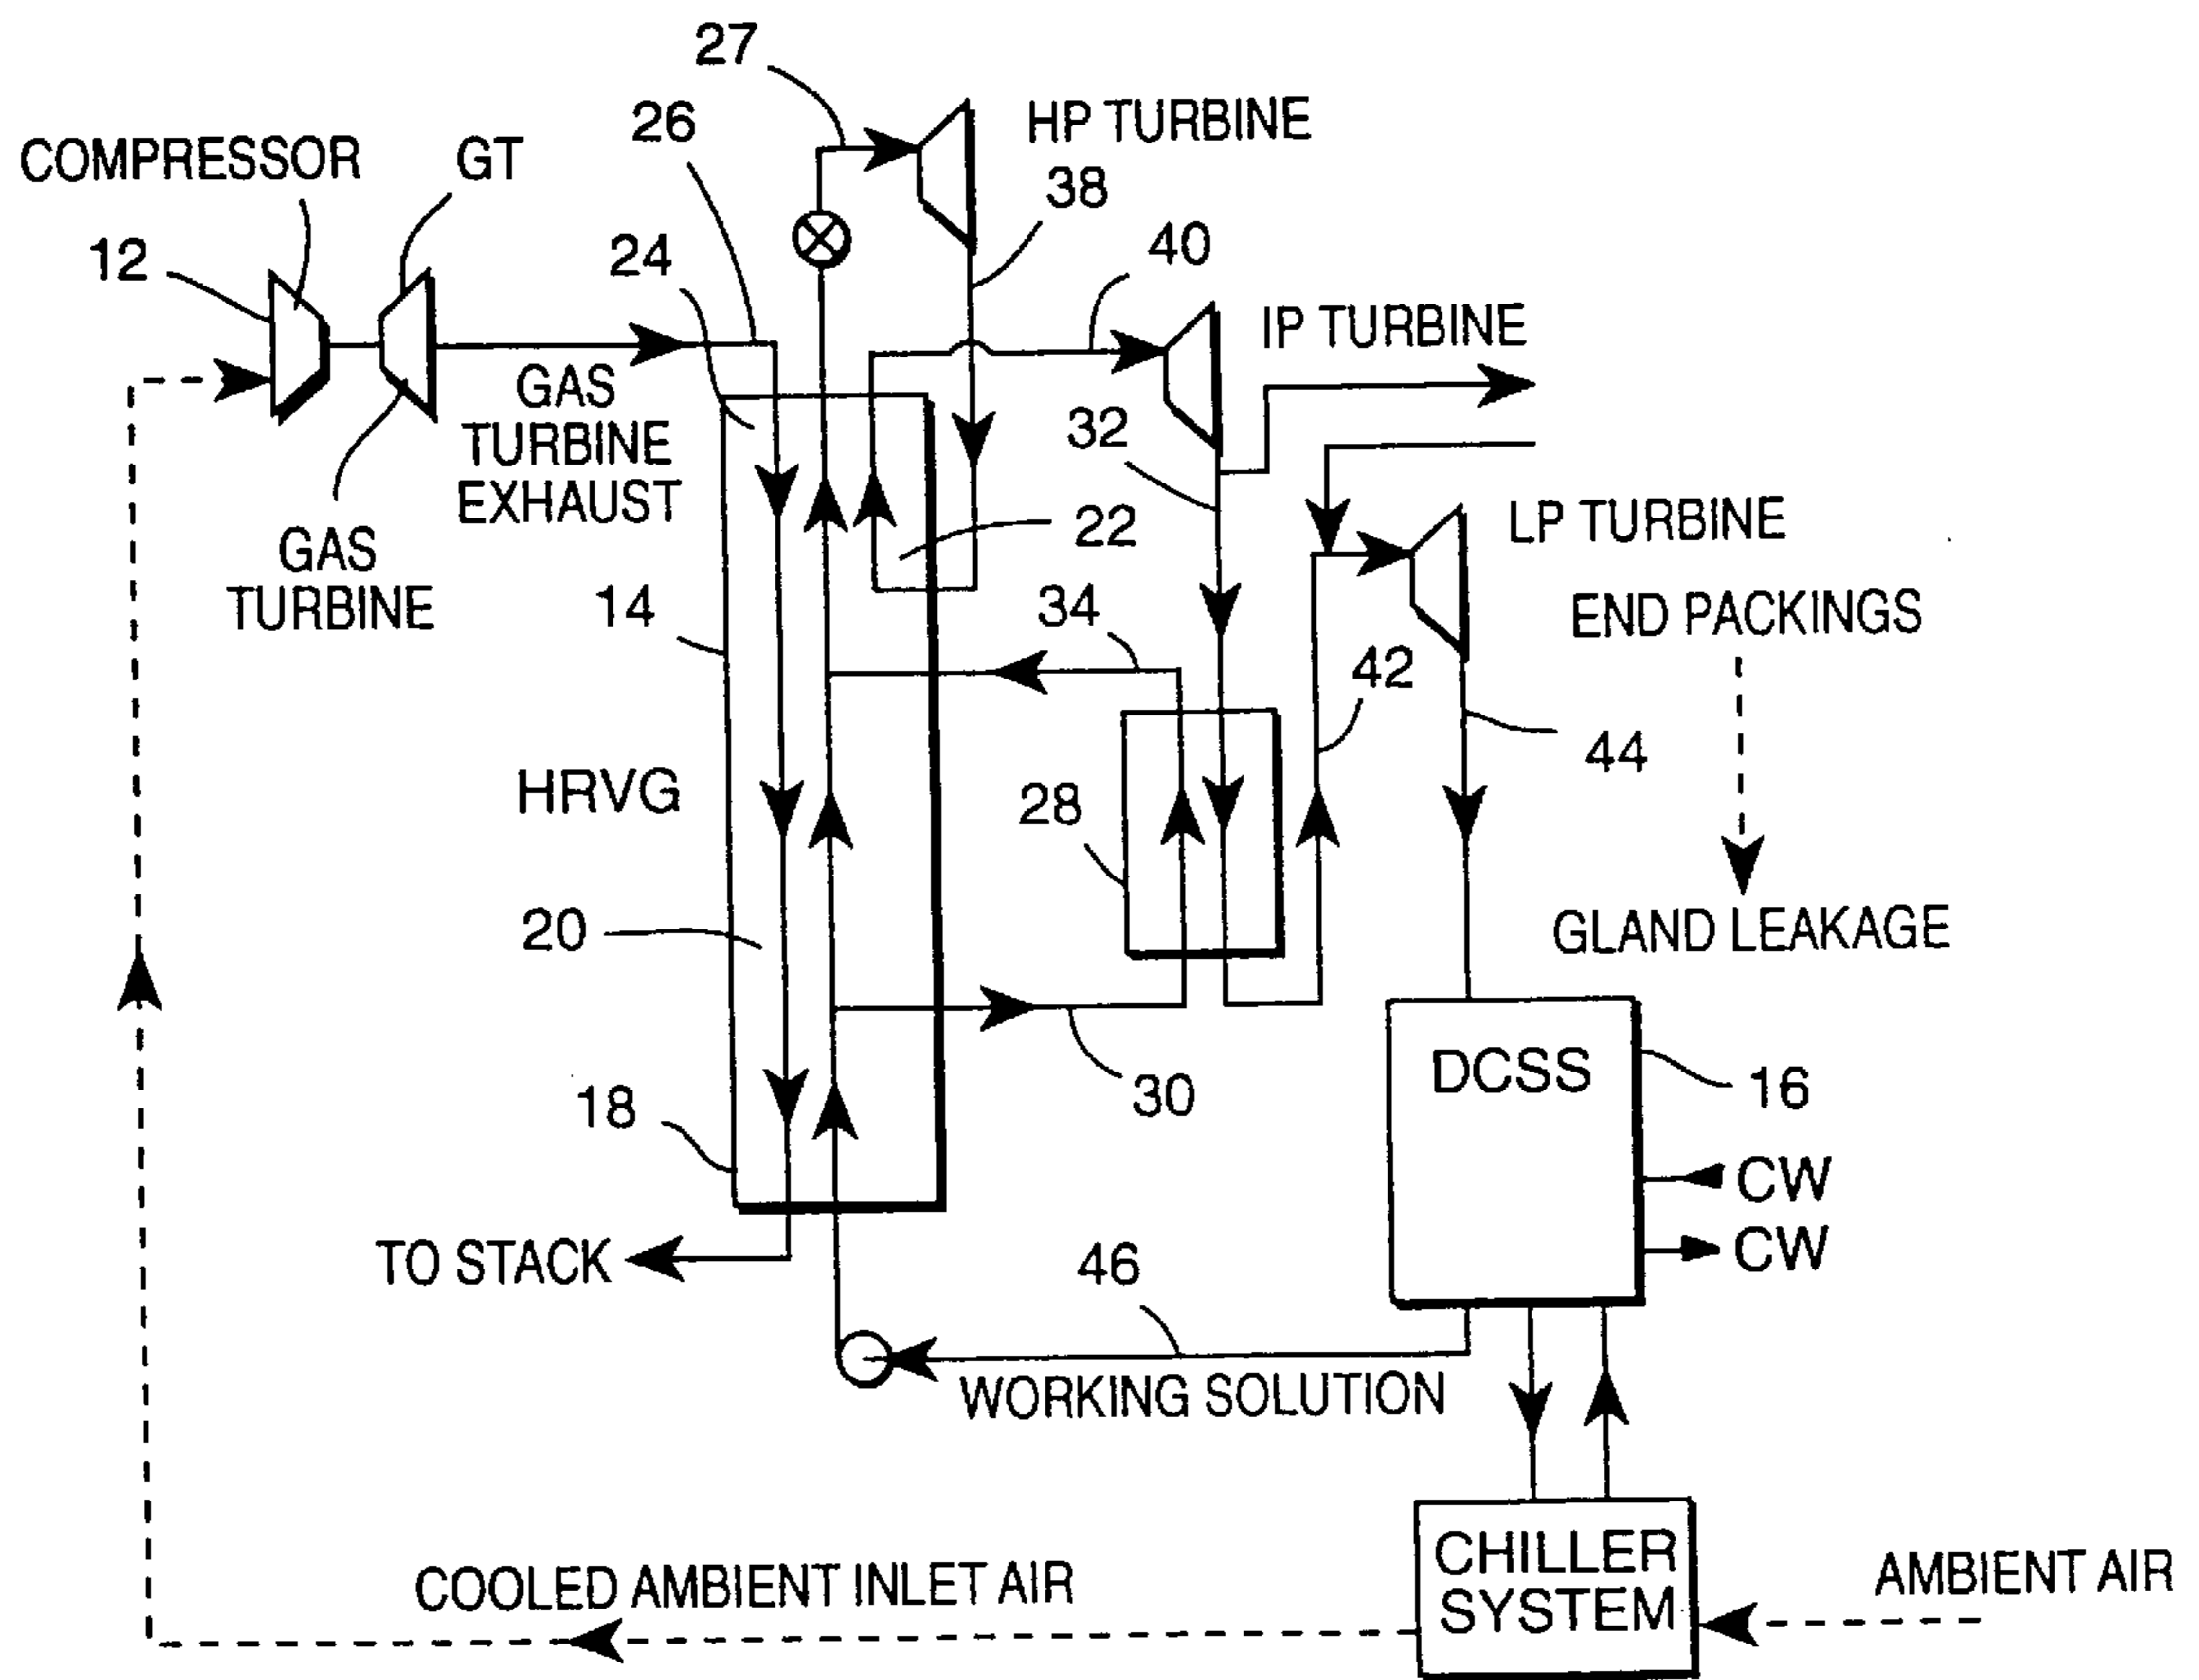 27
26
HP TURBINE
COMPRESSOR
GT
38
12
24
40
IP TURBINE
GAS
TURBINE
EXHAUST
32
GAS
TURBINE
22
LP TURBINE
14
34
END PACKINGS
42
44
HRVG
28
20
GLAND LEAKAGE
DCSS
18
30
16
CW
CW
TO STACK
46
WORKING SOLUTION
CHILLER
SYSTEM
COOLED AMBIENT INLET AIR
AMBIENT AIR